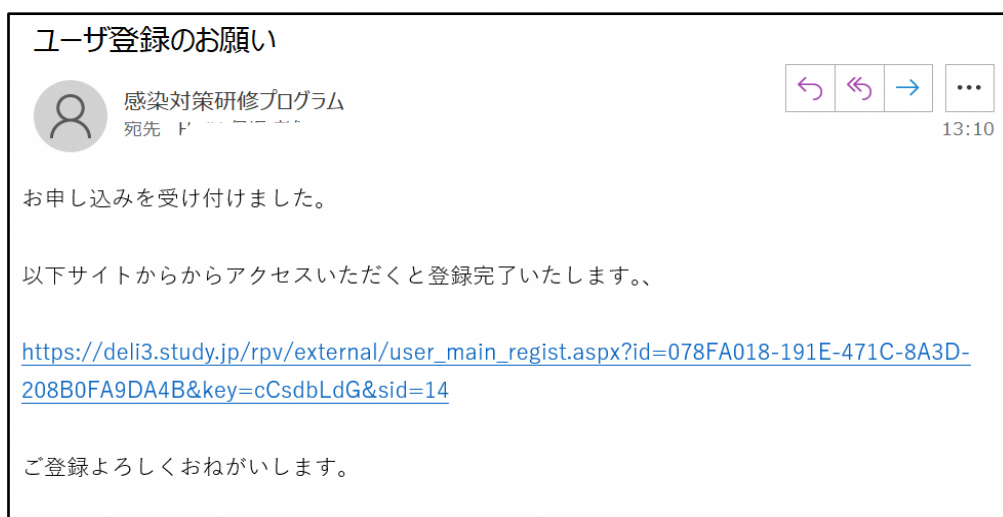 ユーザ登録のお願い
感染対策研修プログラム
宛先
13:10
お申し込みを受け付けました。
以下サイトからからアクセスいただくと登録完了いたします。、
https://deli3.study.jp/rpv/external/user_main_regist.aspx?id=078FA018-191E-471C-8A3D-
208B0FA9DA4B&key=cCsdbLdG&sid=14
ご登録よろしくおねがいします。